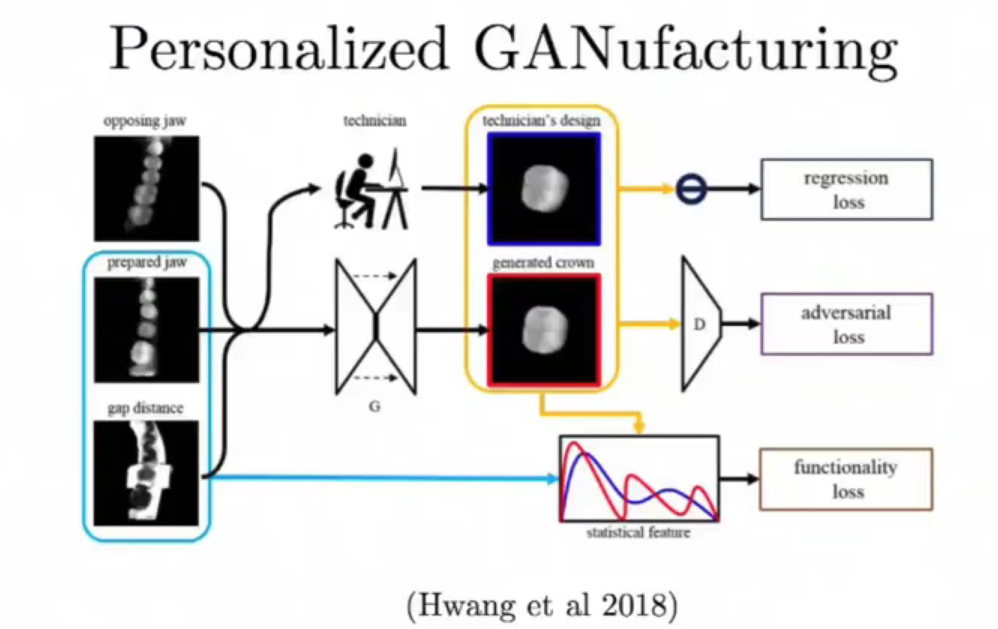 Personalized GANufacturing
opposing jaw
technician
technician's design
regression
loss
prepared jaw
generated crown
adversarial
loss
D
G
gap distance
functionality
loss
statistical feature
(Hwang et al 2018)